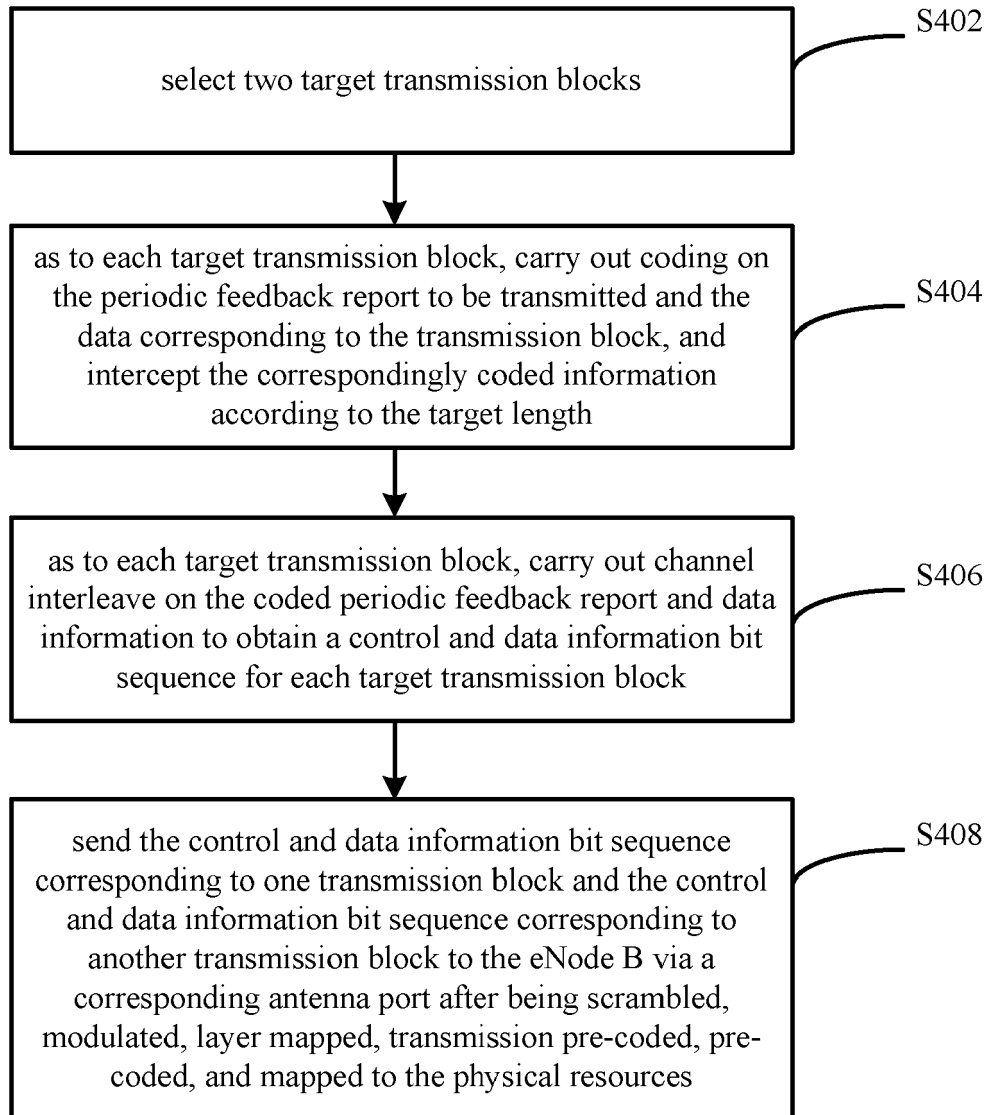 S402
select two target transmission blocks
as to each target transmission block, carry out coding on
the periodic feedback report to be transmitted and the
data corresponding to the transmission block, and
intercept the correspondingly coded information
according to the target length
S404
as to each target transmission block, carry out channel
interleave on the coded periodic feedback report and data
information to obtain a control and data information bit
sequence for each target transmission block
S406
send the control and data information bit sequence
corresponding to one transmission block and the control
and data information bit sequence corresponding to
another transmission block to the eNode B via a
corresponding antenna port after being scrambled,
modulated, layer mapped, transmission pre-coded, pre-
coded, and mapped to the physical resources
S408